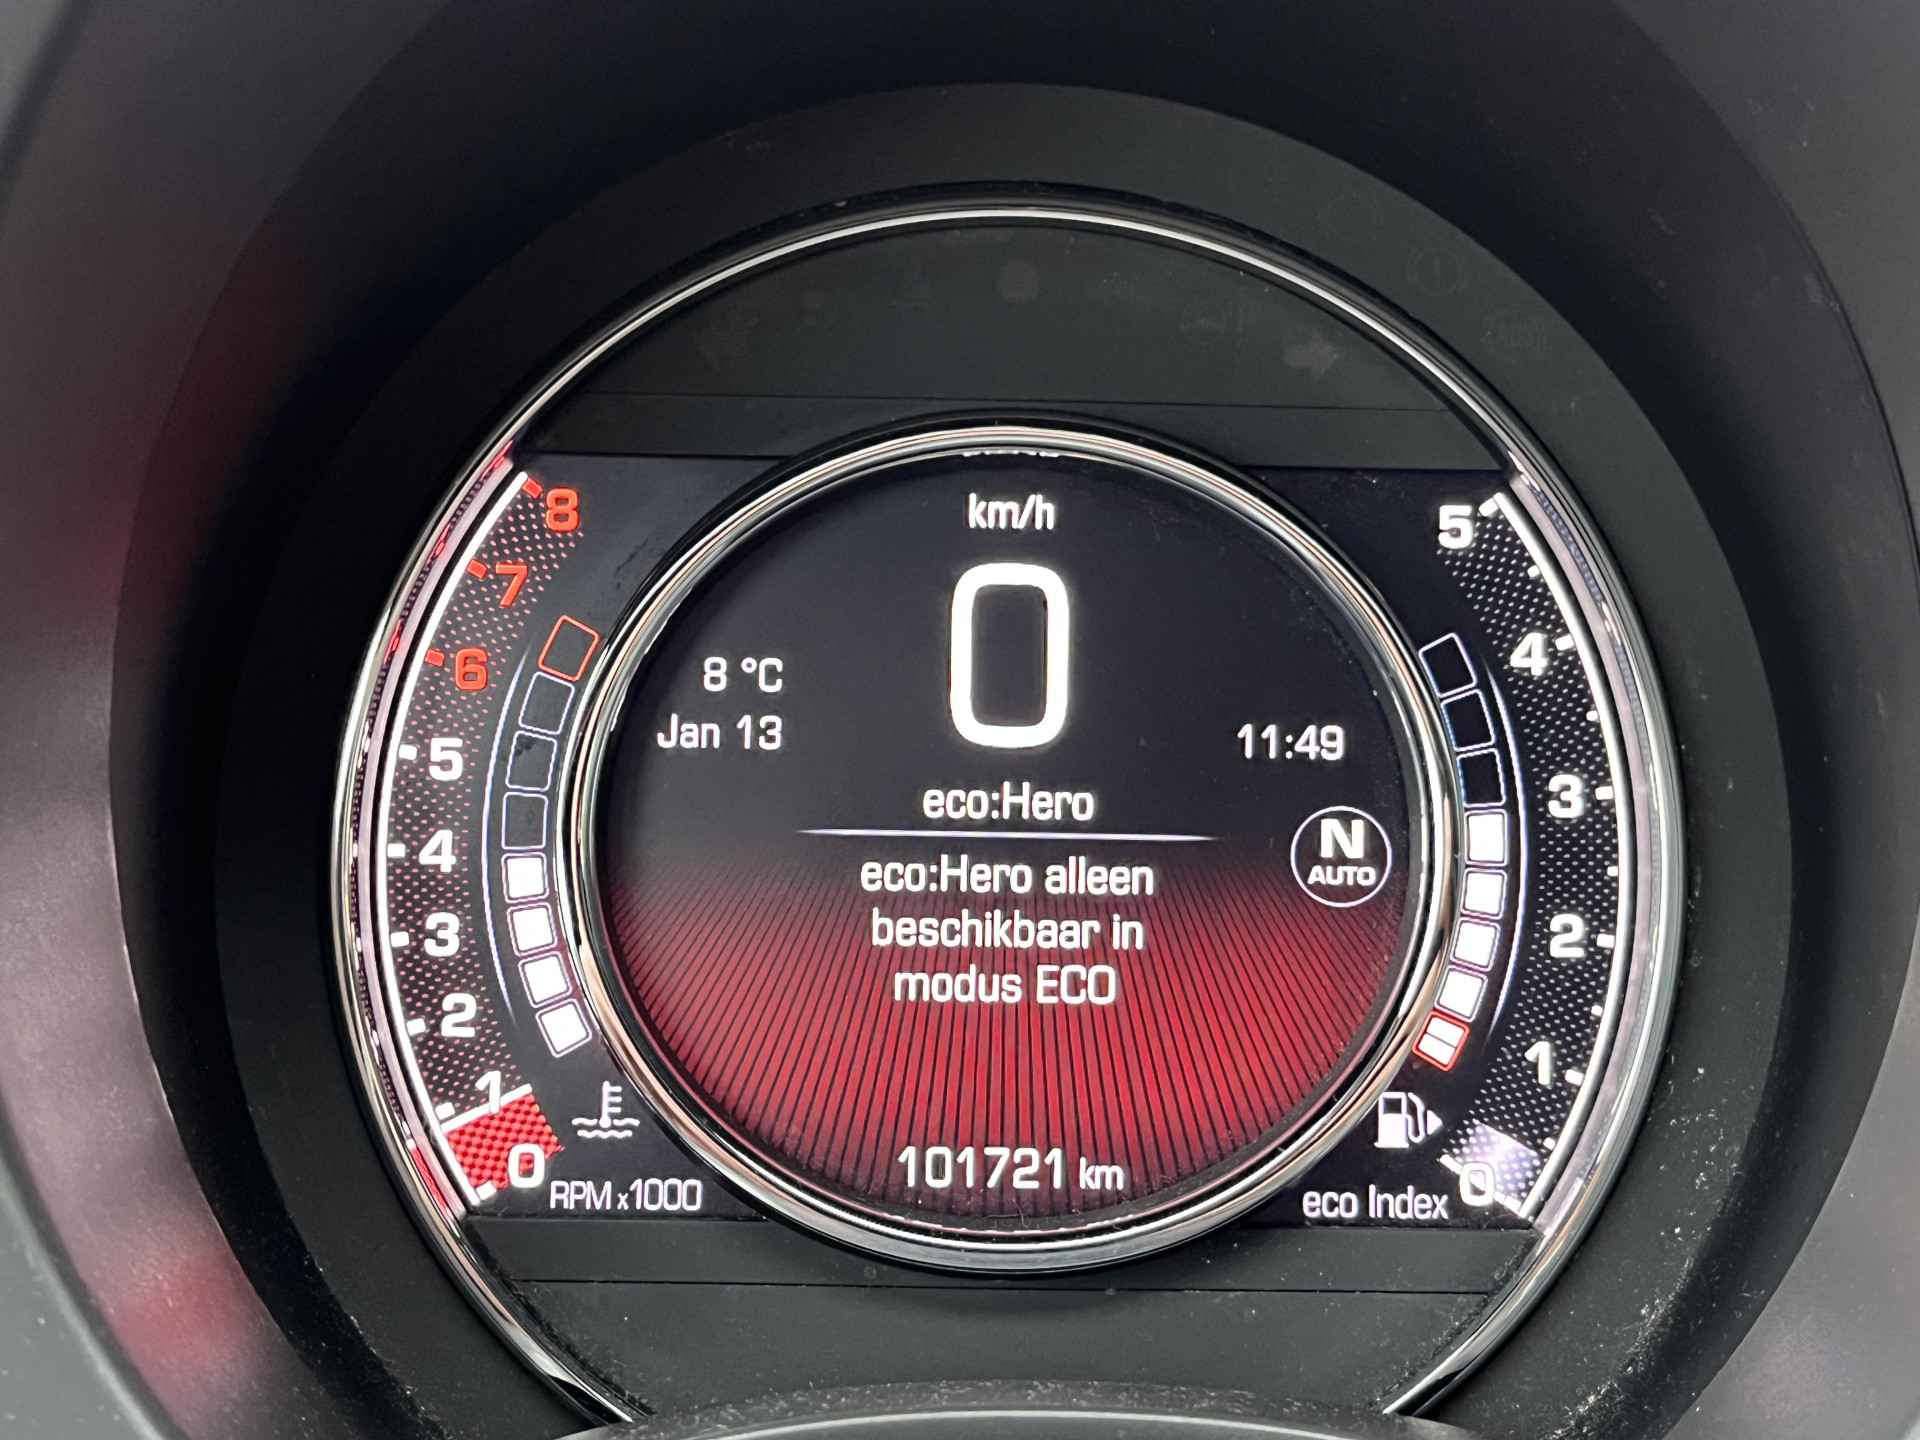 km/h
0
8 °C
Jan 13
11:49
eco:Hero
eco:Hero alleen
beschikbaar in
modus ECO
N
AUTO
101721 km
8
7
6
5
4
3
2
1
0
RPM x1000
5
4
3
2
1
0
eco Index